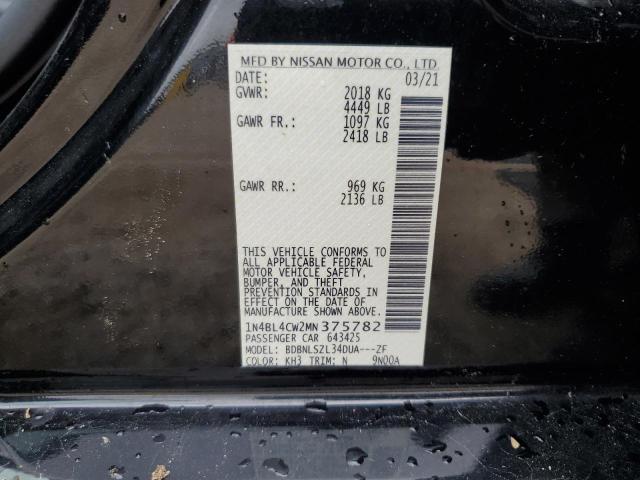 MFD BY NISSAN MOTOR CO., LTD
DATE: 03/21
GVWR: 2018 KG
4449 LB
GAWR FR.: 1097 KG
2418 LB
GAWR RR.: 969 KG
2136 LB
THIS VEHICLE CONFORMS TO
ALL APPLICABLE FEDERAL
MOTOR VEHICLE SAFETY,
BUMPER, AND THEFT
PREVENTION STANDARDS IN
EFFECT ON THE DATE OF
MANUFACTURE SHOWN ABOVE.
1N4BL4CW2MN375782
PASSENGER CAR 643425
MODEL: BDBNLSZL34DUA---ZF
COLOR: KH3 TRIM: N 9N00A